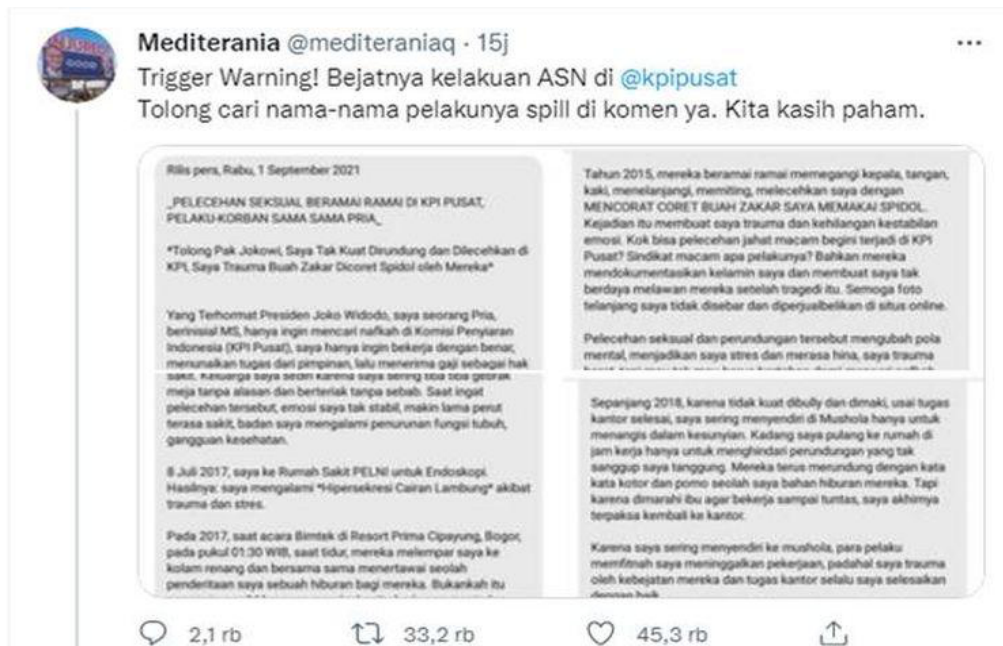 Mediterania @mediteraniaq · 15j
Trigger Warning! Bejatnya kelakuan ASN di @kpipusat
Tolong cari nama-nama pelakunya spill di komen ya. Kita kasih paham.
Rilis pers, Rabu, 1 September 2021
_PELECEHAN SEKSUAL BERAMAI RAMAI DI KPI PUSAT,
PELAKU-KORBAN SAMA SAMA PRIA_
*Tolong Pak Jokowi, Saya Tak Kuat Dirundung dan Dilecehkan di
KPI, Saya Trauma Buah Zakar Dicoret Spidol oleh Mereka*
Yang Terhormat Presiden Joko Widodo, saya seorang Pria,
berinisial MS, hanya ingin mencari nafkah di Komisi Penyiaran
Indonesia (KPI Pusat), saya hanya ingin bekerja dengan benar,
menunaikan tugas dari pimpinan, lalu menerima gaji sebagai hak
Tahun 2015, mereka beramai ramai memegangi kepala, tangan,
kaki, menelanjangi, memiting, melecehkan saya dengan
MENCORAT CORET BUAH ZAKAR SAYA MEMAKAI SPIDOL.
Kejadian itu membuat saya trauma dan kehilangan kestabilan
emosi. Kok bisa pelecehan jahat macam begini terjadi di KPI
Pusat? Sindikat macam apa pelakunya? Bahkan mereka
mendokumentasikan kelamin saya dan membuat saya tak
berdaya melawan mereka setelah tragedi itu. Semoga foto
telanjang saya tidak disebar dan diperjualbelikan di situs online.
Pelecehan seksual dan perundungan tersebut mengubah pola
mental, menjadikan saya stres dan merasa hina, saya trauma
sakit. Keluarga saya sedih karena saya sering tiba tiba gebrak
meja tanpa alasan dan berteriak tanpa sebab. Saat ingat
pelecehan tersebut, emosi saya tak stabil, makin lama perut
terasa sakit, badan saya mengalami penurunan fungsi tubuh,
gangguan kesehatan.
8 Juli 2017, saya ke Rumah Sakit PELNI untuk Endoskopi.
Hasilnya: saya mengalami *Hipersekresi Cairan Lambung* akibat
trauma dan stres.
Pada 2017, saat acara Bimtek di Resort Prima Cipayung, Bogor,
pada pukul 01:30 WIB, saat tidur, mereka melempar saya ke
kolam renang dan bersama sama menertawai seolah
penderitaan saya sebuah hiburan bagi mereka. Bukankah itu
Sepanjang 2018, karena tidak kuat dibully dan dimaki, usai tugas
kantor selesai, saya sering menyendiri di Mushola hanya untuk
menangis dalam kesunyian. Kadang saya pulang ke rumah di
jam kerja hanya untuk menghindari perundungan yang tak
sanggup saya tanggung. Mereka terus merundung dengan kata
kata kotor dan porno seolah saya bahan hiburan mereka. Tapi
karena dimarahi ibu agar bekerja sampai tuntas, saya akhirnya
terpaksa kembali ke kantor.
Karena saya sering menyendiri ke mushola, para pelaku
memfitnah saya meninggalkan pekerjaan, padahal saya trauma
oleh kebejatan mereka dan tugas kantor selalu saya selesaikan
dengan baik.
2,1 rb 33,2 rb 45,3 rb